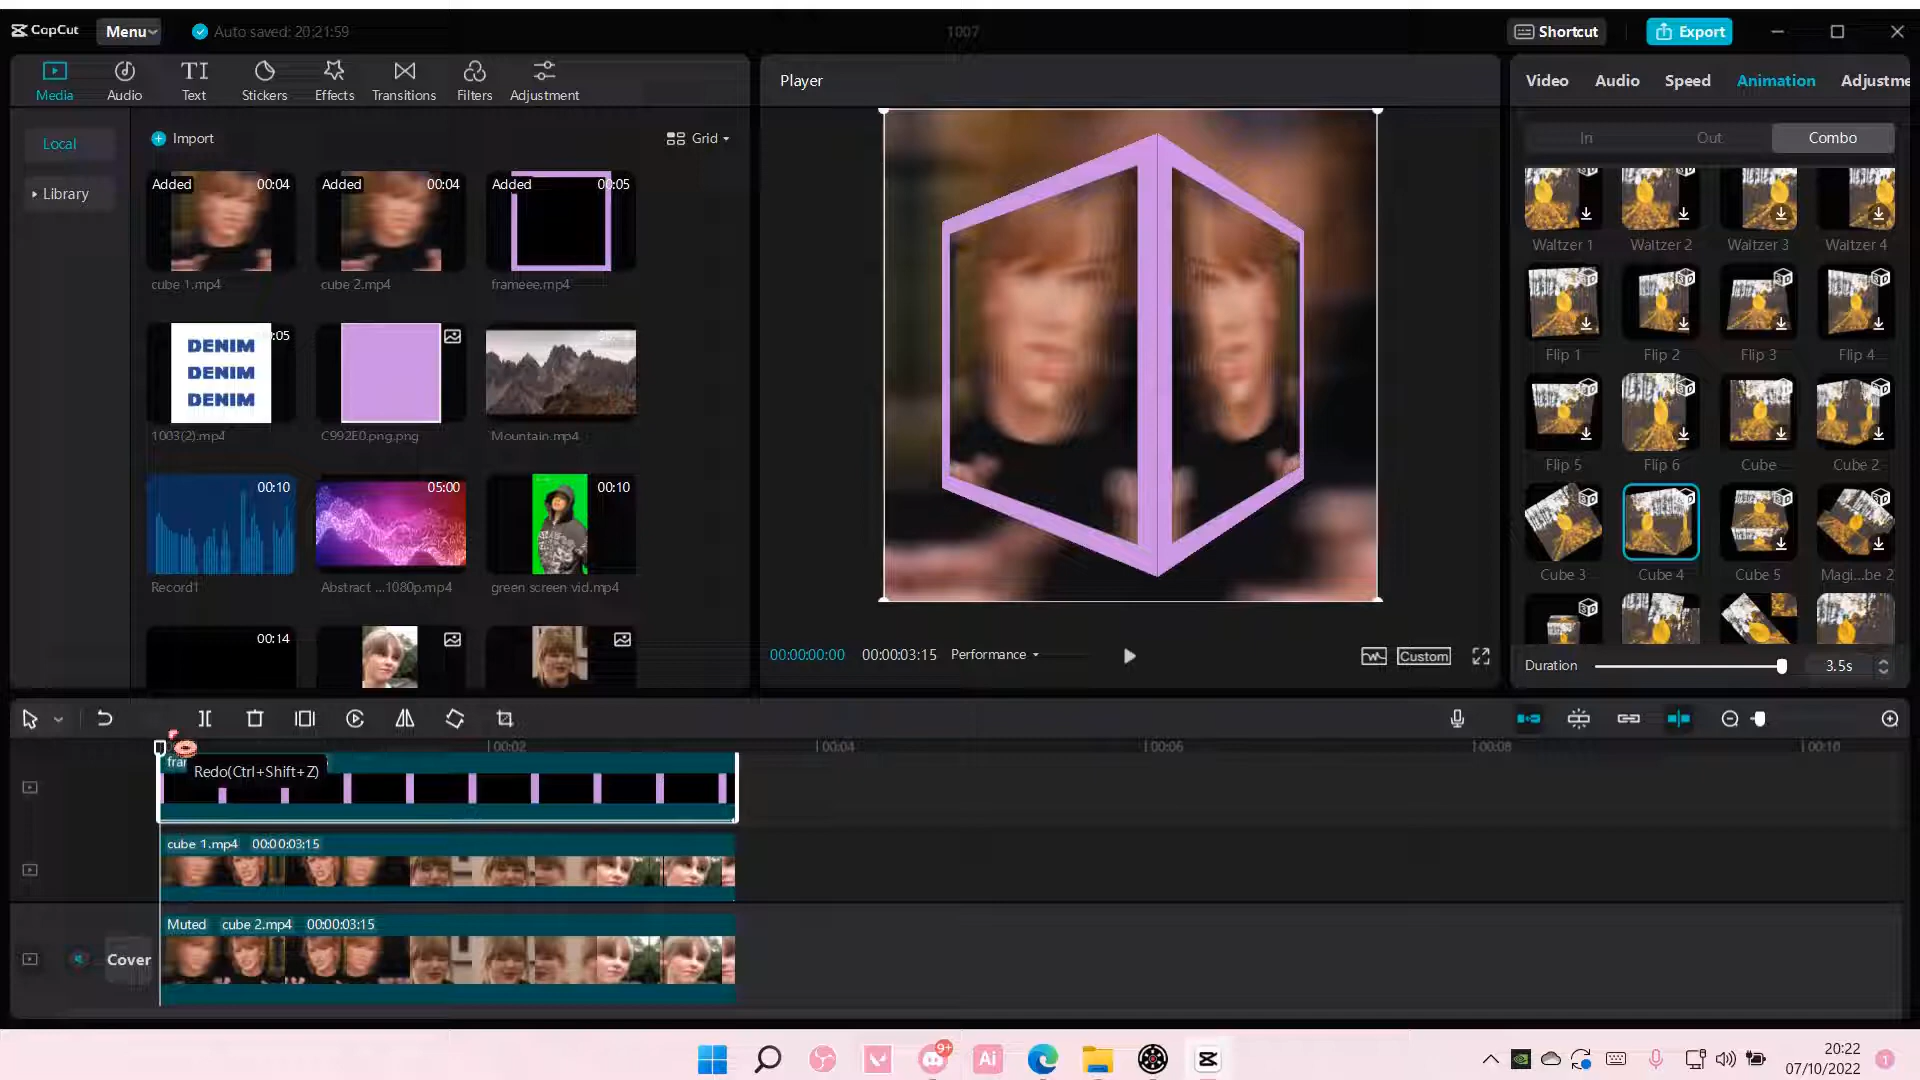 CapCut
Menu
Auto saved: 20:21:59
1007
Shortcut
Export
Media
Audio
Text
Stickers
Effects
Transitions
Filters
Adjustment
Player
Video
Audio
Speed
Animation
Adjustme
Local
Library
Import
Grid
In
Out
Combo
Added
00:04
cube 1.mp4
Added
00:04
cube 2.mp4
Added
00:05
frameee.mp4
DENIM
DENIM
DENIM
:05
1003(2).mp4
C992E0.png.png
Mountain.mp4
00:10
Record1
05:00
Abstract ...1080p.mp4
00:10
green screen vid.mp4
00:14
Waltzer 1
Waltzer 2
Waltzer 3
Waltzer 4
Flip 1
Flip 2
Flip 3
Flip 4
Flip 5
Flip 6
Cube
Cube 2
Cube 3
Cube 4
Cube 5
Magi...be 2
Duration
3.5s
00:00:00:00
00:00:03:15
Performance
Custom
00:02
00:04
00:06
00:08
00:10
Redo(Ctrl+Shift+Z)
cube 1.mp4 00:00:03:15
Muted cube 2.mp4 00:00:03:15
Cover
9+
Ai
20:22
07/10/2022
1